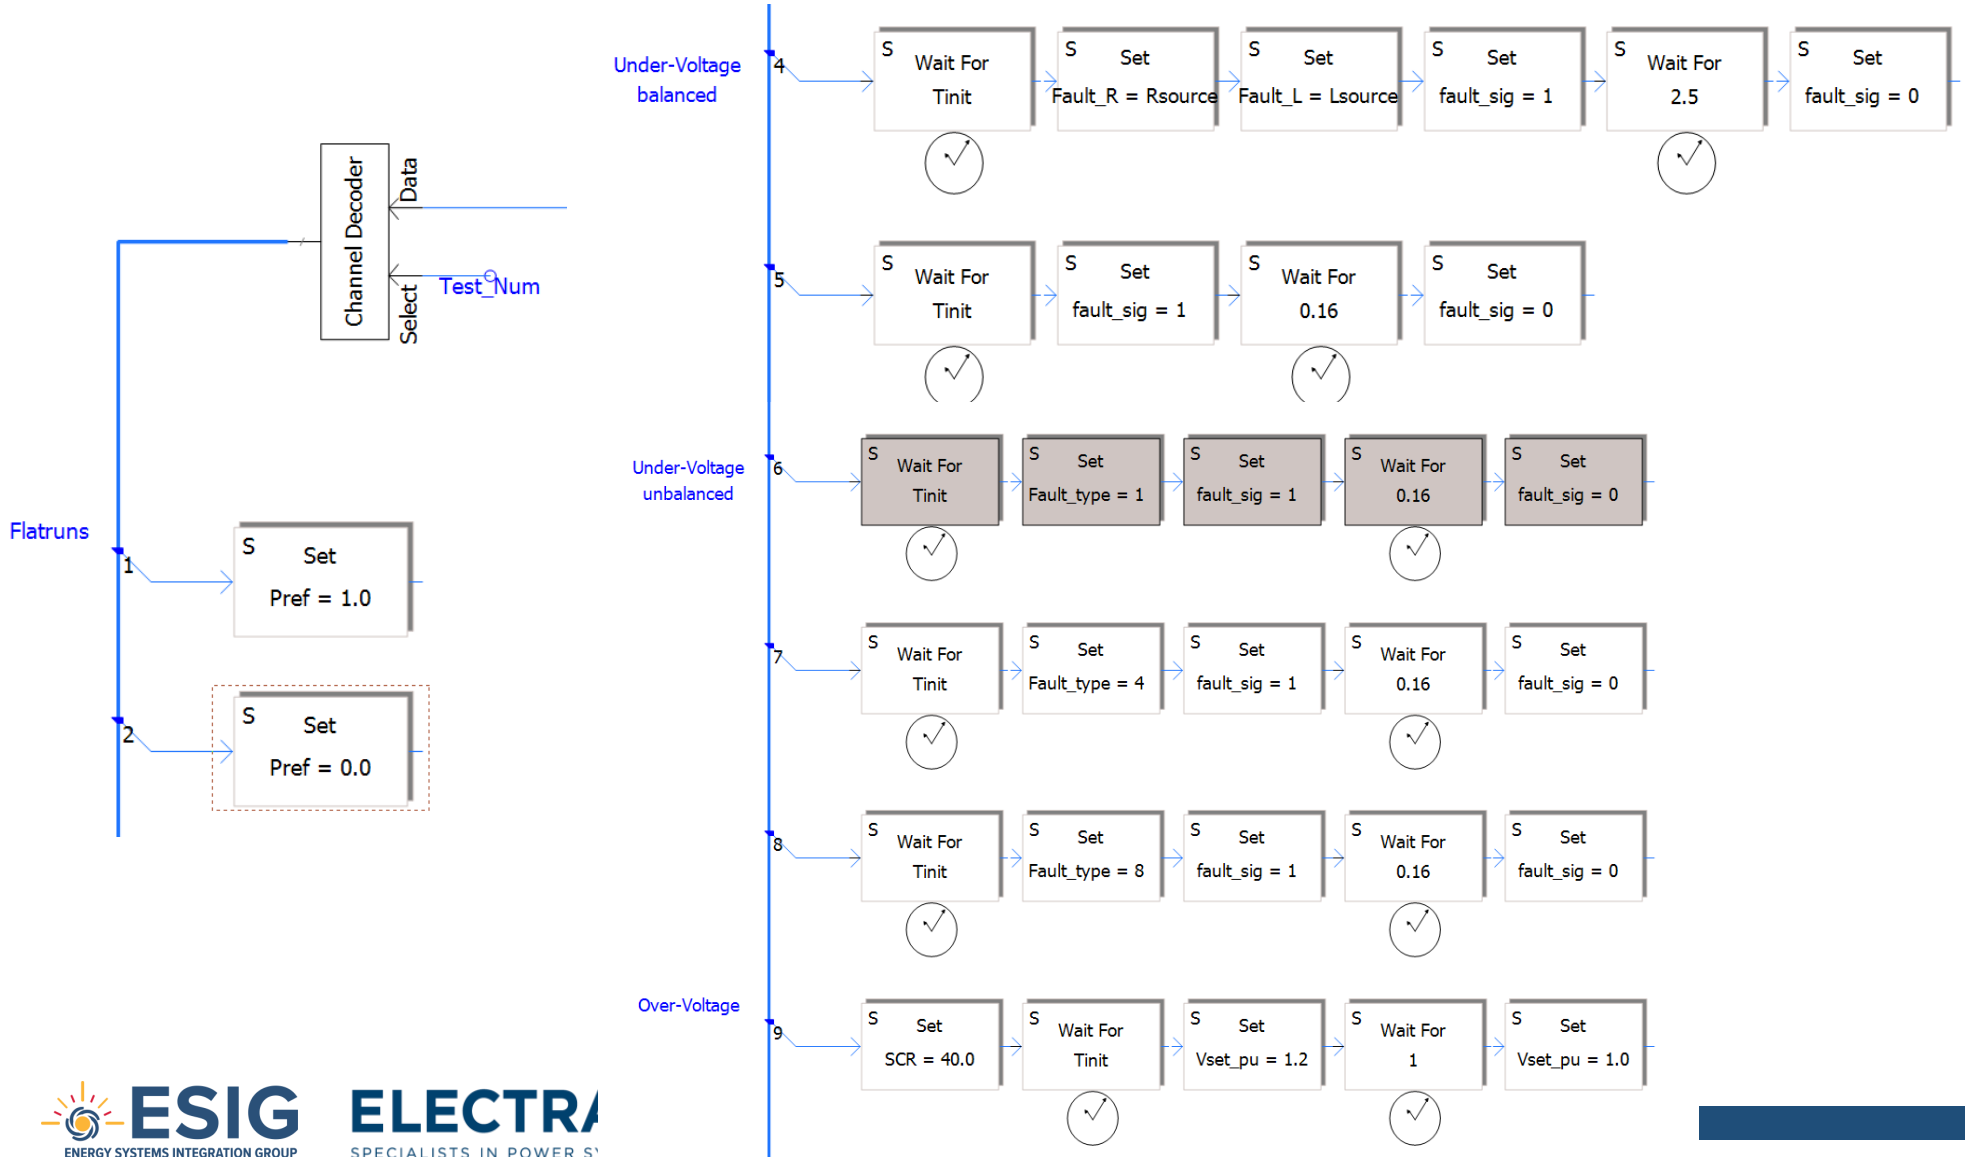 Channel Decoder
Data
Select
Test_Num
Flatruns
1
S
Set
Pref = 1.0
2
S
Set
Pref = 0.0
Under-Voltage
balanced
4
S
Wait For
Tinit
S
Set
Fault_R = Rsource
S
Set
Fault_L = Lsource
S
Set
fault_sig = 1
S
Wait For
2.5
S
Set
fault_sig = 0
5
S
Wait For
Tinit
S
Set
fault_sig = 1
S
Wait For
0.16
S
Set
fault_sig = 0
Under-Voltage
unbalanced
6
S
Wait For
Tinit
S
Set
Fault_type = 1
S
Set
fault_sig = 1
S
Wait For
0.16
S
Set
fault_sig = 0
7
S
Wait For
Tinit
S
Set
Fault_type = 4
S
Set
fault_sig = 1
S
Wait For
0.16
S
Set
fault_sig = 0
8
S
Wait For
Tinit
S
Set
Fault_type = 8
S
Set
fault_sig = 1
S
Wait For
0.16
S
Set
fault_sig = 0
Over-Voltage
9
S
Set
SCR = 40.0
S
Wait For
Tinit
S
Set
Vset_pu = 1.2
S
Wait For
1
S
Set
Vset_pu = 1.0
ESIG
ENERGY SYSTEMS INTEGRATION GROUP
ELECTRA
SPECIALISTS IN POWER